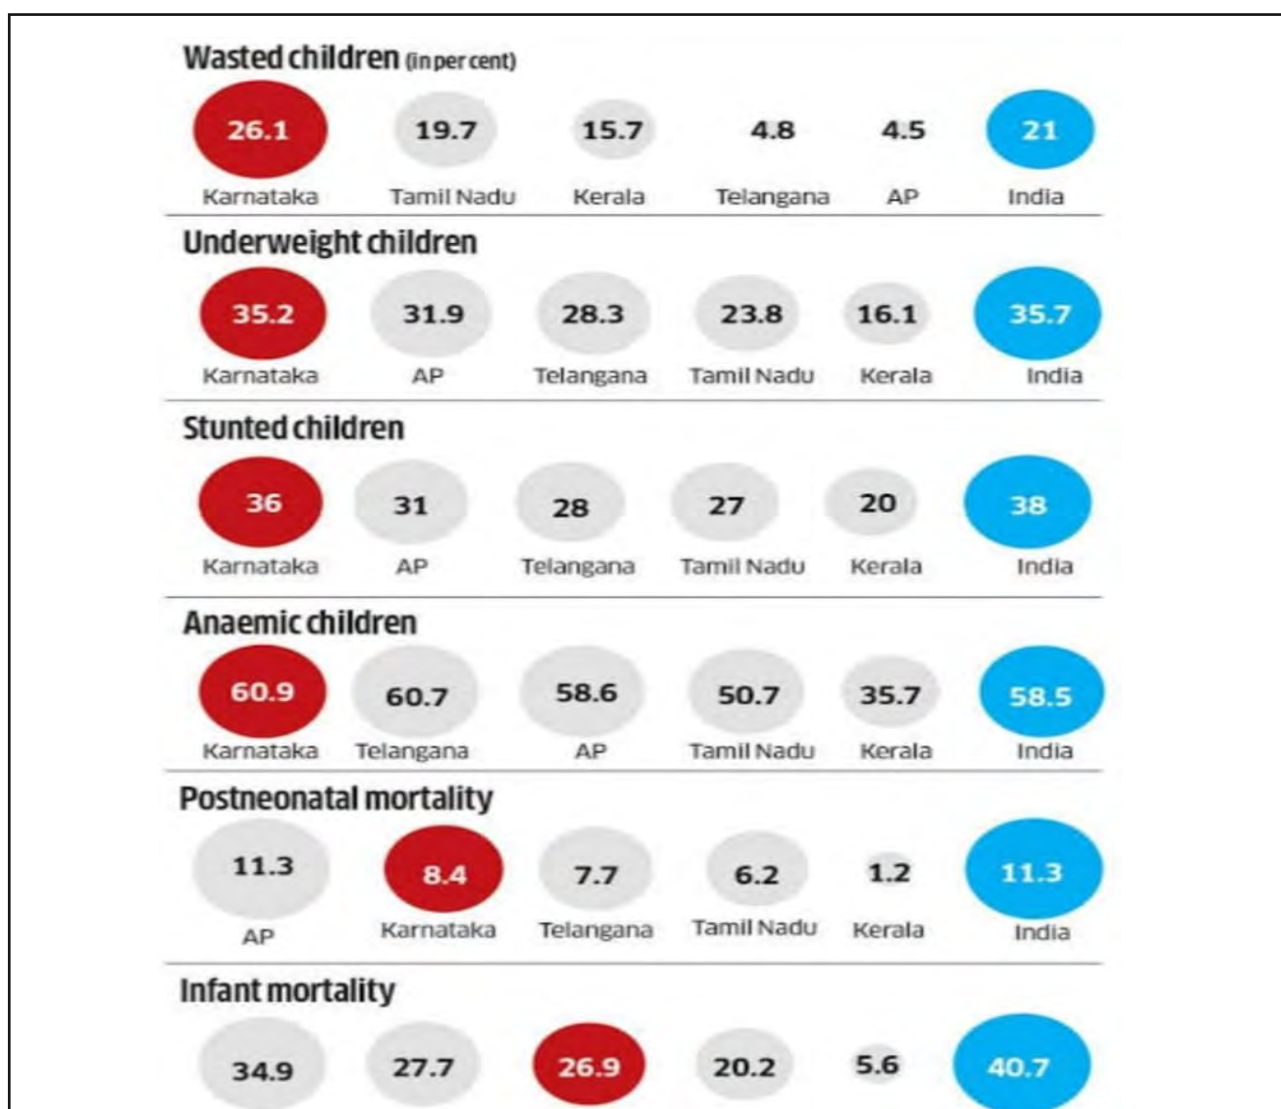 Wasted children (in per cent)
26.1 19.7 15.7 4.8 4.5 21
Karnataka Tamil Nadu Kerala Telangana AP India
Underweight children
35.2 31.9 28.3 23.8 16.1 35.7
Karnataka AP Telangana Tamil Nadu Kerala India
Stunted children
36 31 28 27 20 38
Karnataka AP Telangana Tamil Nadu Kerala India
Anaemic children
60.9 60.7 58.6 50.7 35.7 58.5
Karnataka Telangana AP Tamil Nadu Kerala India
Postneonatal mortality
11.3 8.4 7.7 6.2 1.2 11.3
AP Karnataka Telangana Tamil Nadu Kerala India
Infant mortality
34.9 27.7 26.9 20.2 5.6 40.7